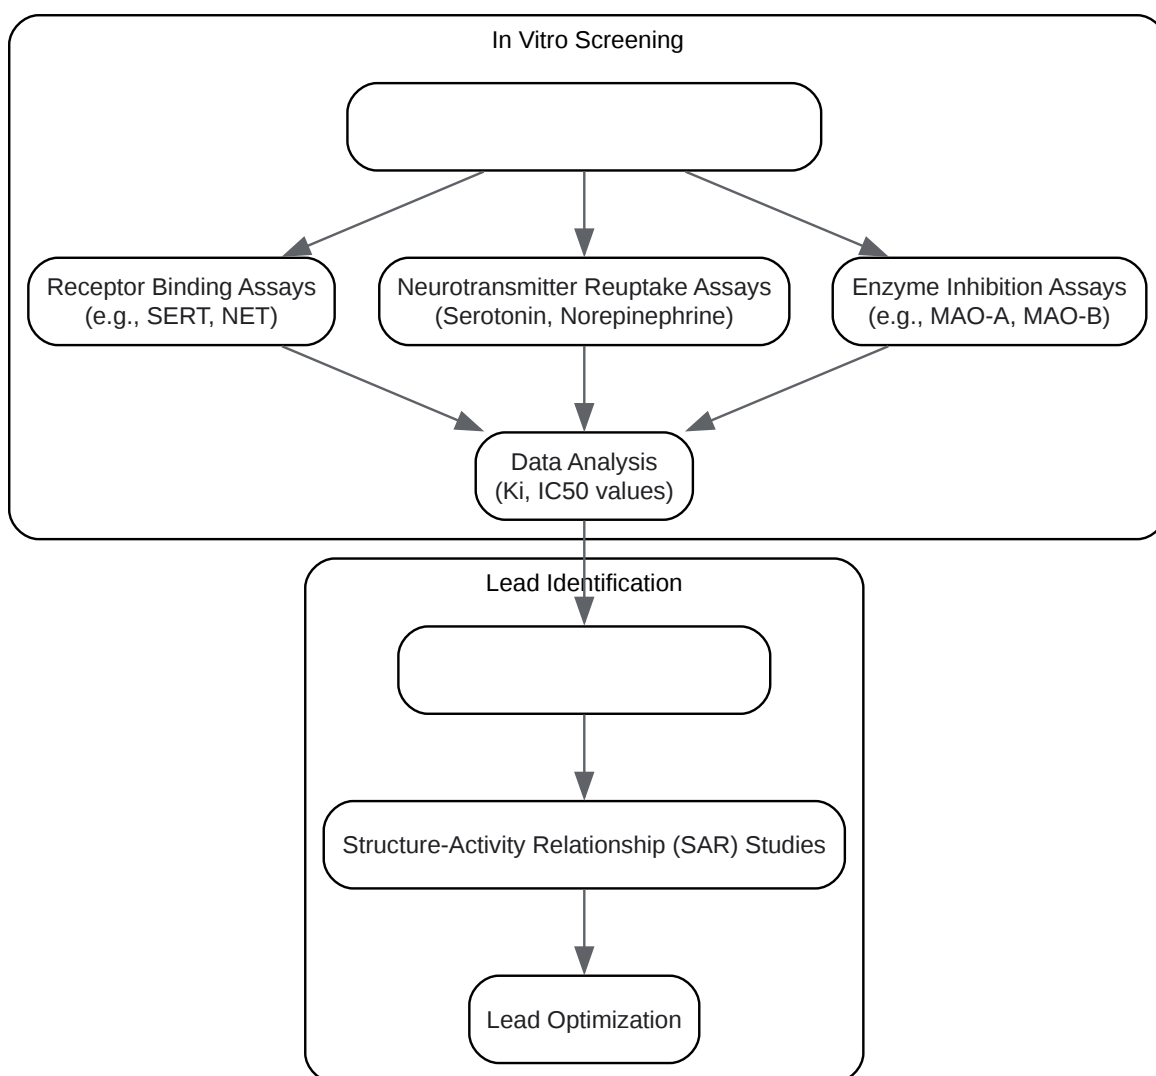 In Vitro Screening
Receptor Binding Assays
(e.g., SERT, NET)
Neurotransmitter Reuptake Assays
(Serotonin, Norepinephrine)
Enzyme Inhibition Assays
(e.g., MAO-A, MAO-B)
Data Analysis
(Ki, IC50 values)
Lead Identification
Structure-Activity Relationship (SAR) Studies
Lead Optimization